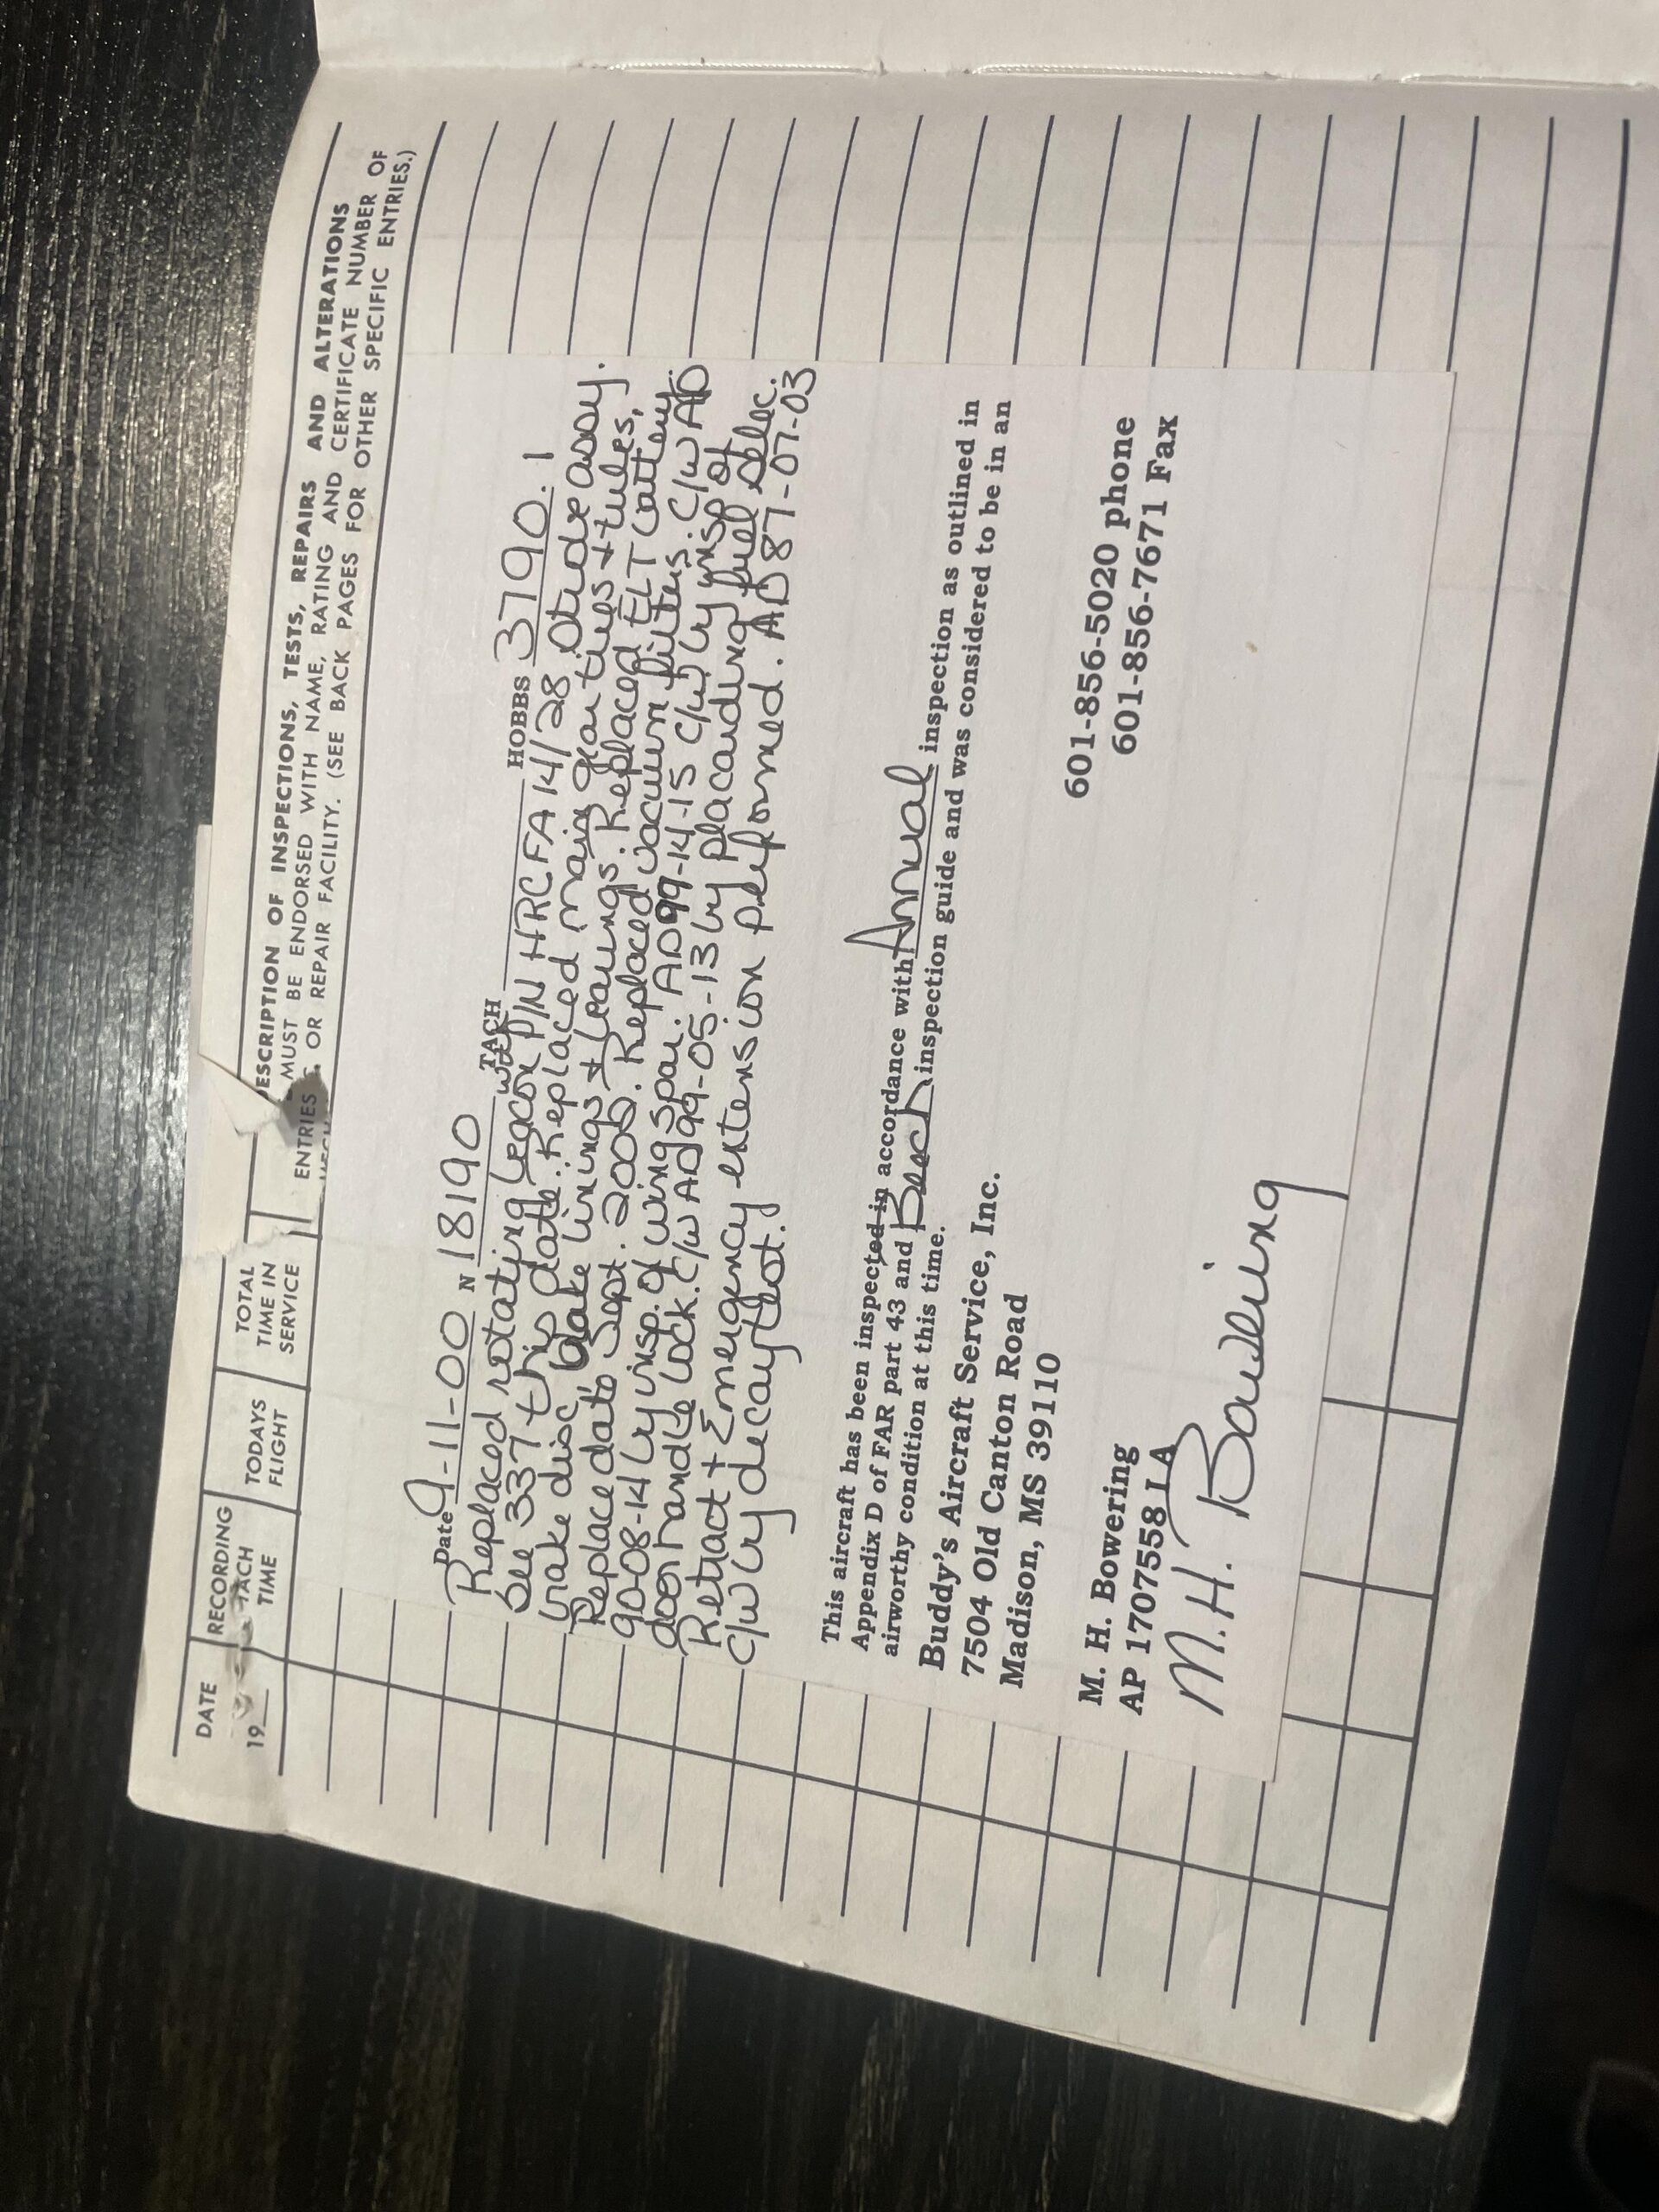 DATE
19__
RECORDING
TACH
TIME
TODAYS
FLIGHT
TOTAL
TIME IN
SERVICE
ESCRIPTION OF INSPECTIONS, TESTS, REPAIRS AND ALTERATIONS
ENTRIES MUST BE ENDORSED WITH NAME, RATING AND CERTIFICATE NUMBER OF
OR REPAIR FACILITY. (SEE BACK PAGES FOR OTHER SPECIFIC ENTRIES.)
Date 9-11-00 N 18190 TACH HOBBS 3790.1
Replaced rotating beacon P/N HRCFA 14/28
See 337 this date. Replaced main gear Outside assy.
brake disc, brake linings & bearings. tires & tubes,
Replace date Sept. 2002. Replaced ELT battery.
90-08-14 by insp. of wing spar. Replaced vacuum filters. C/W AD
door handle lock. C/W AD 99-05-13 by AD 99-14-15 C/W by insp of
Retract & Emergency extension performed. placarding fuel selec.
C/W by decay test. AD 87-07-03
This aircraft has been inspected in accordance with Annual inspection as outlined in
Appendix D of FAR part 43 and Beech inspection guide and was considered to be in an
airworthy condition at this time.
Buddy's Aircraft Service, Inc.
7504 Old Canton Road
Madison, MS 39110
601-856-5020 phone
601-856-7671 Fax
M. H. Bowering
AP 1707558 IA
M.H. Bowering